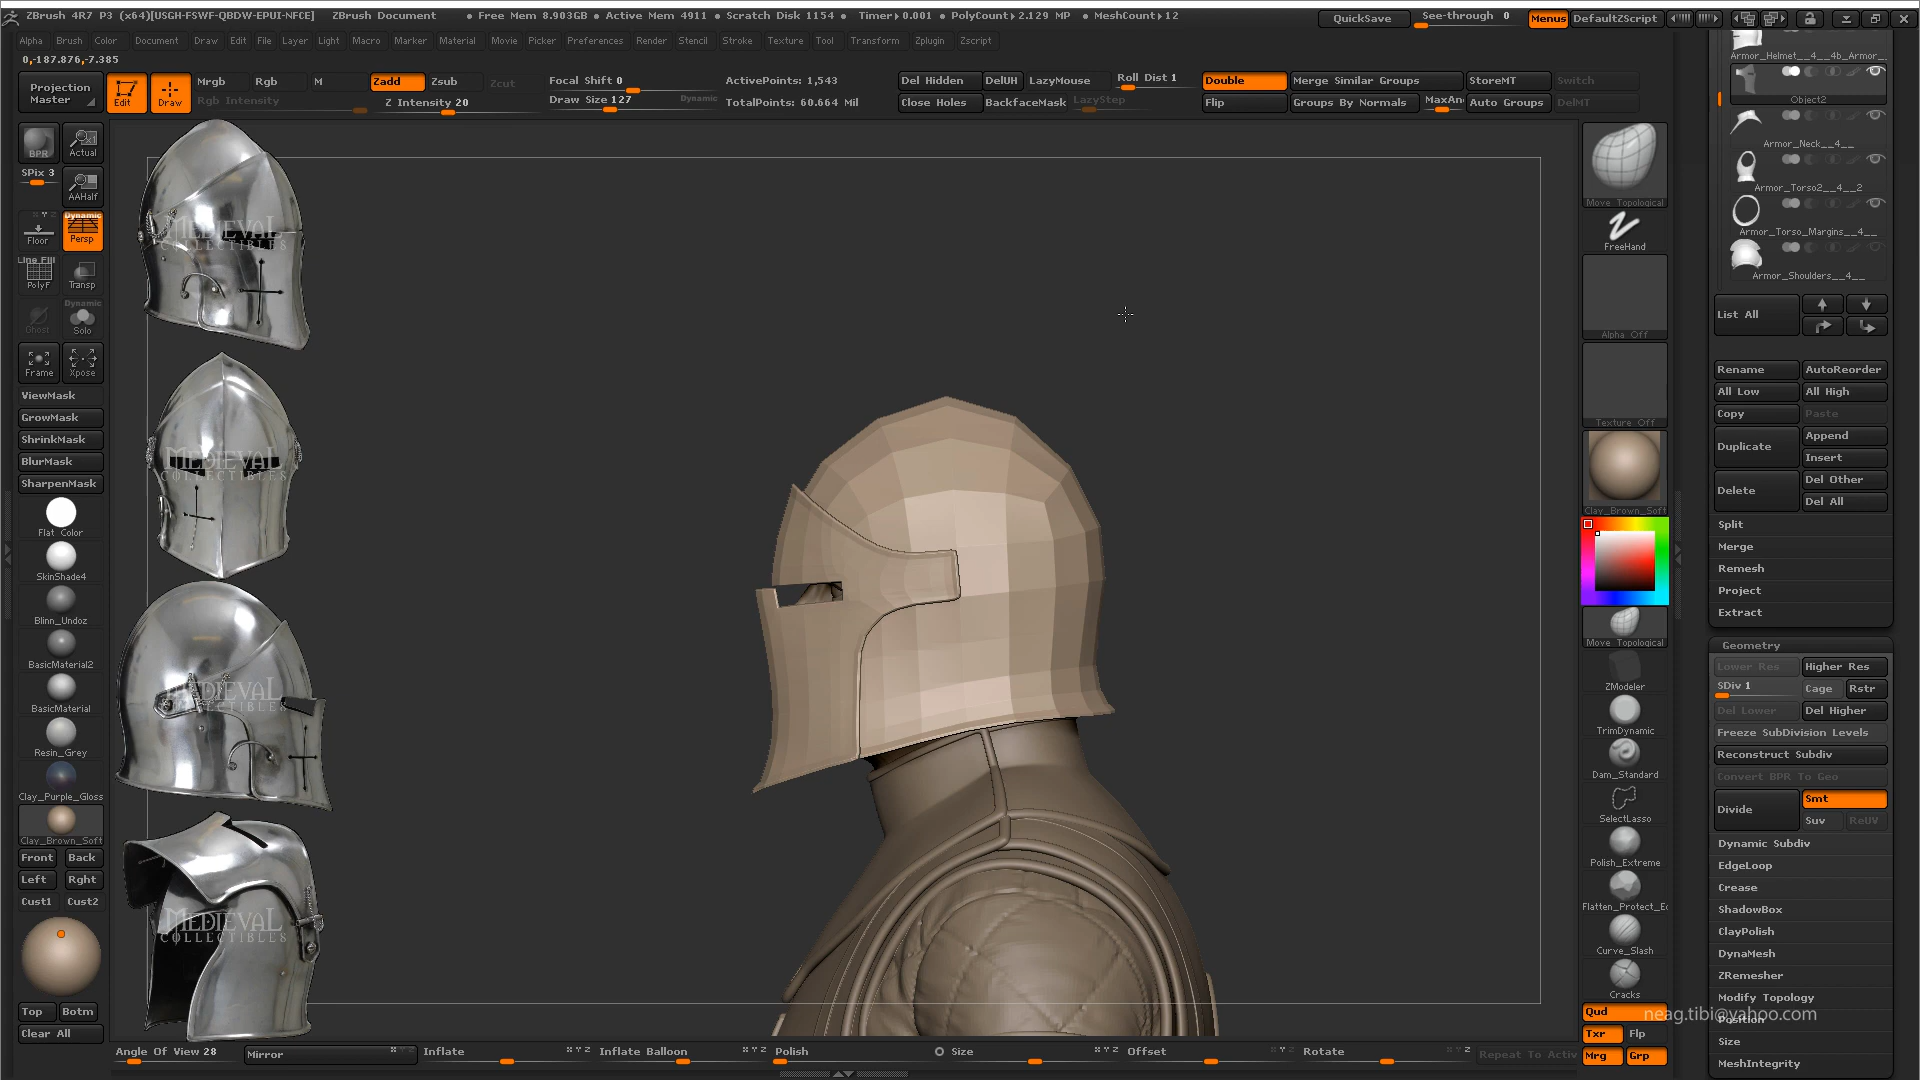 ZBrush 4R7 P3 (x64)[USGH-FSWF-QBDW-EPUI-NFCE] ZBrush Document • Free Mem 8.903GB • Active Mem 4911 • Scratch Disk 1154 • Timer▸0.001 • PolyCount▸2.129 MP • MeshCount▸12 QuickSave See-through 0 Menus DefaultZScript
Alpha Brush Color Document Draw Edit File Layer Light Macro Marker Material Movie Picker Preferences Render Stencil Stroke Texture Tool Transform Zplugin Zscript
0,-187.876,-7.385
Projection Master Edit Draw Mrgb Rgb M Zadd Zsub Zcut Focal Shift 0 ActivePoints: 1,543 Del Hidden DelUH LazyMouse Roll Dist 1 Double Merge Similar Groups StoreMT Switch
Rgb Intensity Z Intensity 20 Draw Size 127 Dynamic TotalPoints: 60.664 Mil Close Holes BackfaceMask LazyStep Flip Groups By Normals MaxAn Auto Groups DelMT
BPR
Actual
SPix 3
AAHalf
Floor
Dynamic
Persp
Line Fill
PolyF
Transp
Ghost
Dynamic
Solo
Frame
Xpose
ViewMask
GrowMask
ShrinkMask
BlurMask
SharpenMask
Flat Color
SkinShade4
Blinn_Undoz
BasicMaterial2
BasicMaterial
Resin_Grey
Clay_Purple_Gloss
Clay_Brown_Soft
Front Back
Left Rght
Cust1 Cust2
Top Botm
Clear All
MEDIEVAL
COLLECTIBLES
MEDIEVAL
COLLECTIBLES
MEDIEVAL
COLLECTIBLES
MEDIEVAL
COLLECTIBLES
Angle Of View 28 Mirror Inflate Inflate Balloon Polish Size Offset Rotate Repeat To Activ
Move Topological
FreeHand
Alpha Off
Texture Off
Clay_Brown_Soft
Move Topological
ZModeler
TrimDynamic
Dam_Standard
SelectLasso
Polish_Extreme
Flatten_Protect_Ed
Curve_Slash
Cracks
Qud
Txr Flp
Mrg Grp
Armor_Helmet__4__4b_Armor_
Object2
Armor_Neck__4__
Armor_Torso2__4__2
Armor_Torso_Margins__4__
Armor_Shoulders__4__
List All
Rename AutoReorder
All Low All High
Copy Paste
Duplicate Append
Insert
Delete Del Other
Del All
Split
Merge
Remesh
Project
Extract
Geometry
Lower Res Higher Res
SDiv 1 Cage Rstr
Del Lower Del Higher
Freeze SubDivision Levels
Reconstruct Subdiv
Convert BPR To Geo
Divide Smt
Suv ReUV
Dynamic Subdiv
EdgeLoop
Crease
ShadowBox
ClayPolish
DynaMesh
ZRemesher
Modify Topology
Position
neag.tibi@yahoo.com
Size
MeshIntegrity